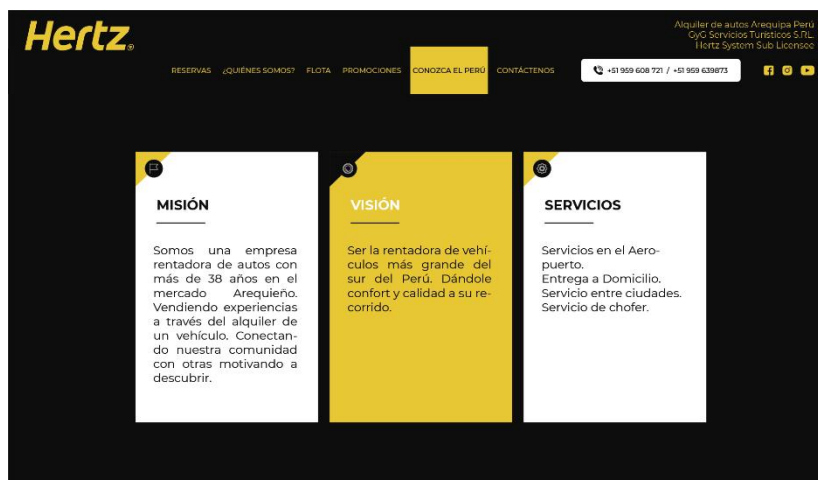 Hertz.
Alquiler de autos Arequipa Perú
GyG Servicios Turísticos S.RL.
Hertz System Sub Licensee
RESERVAS ¿QUIÉNES SOMOS? FLOTA PROMOCIONES CONOZCA EL PERÚ CONTÁCTENOS +51 959 608 721 / +51 959 639873
MISIÓN
Somos una empresa
rentadora de autos con
más de 38 años en el
mercado Arequieño.
Vendiendo experiencias
a través del alquiler de
un vehículo. Conectan-
do nuestra comunidad
con otras motivando a
descubrir.
VISIÓN
Ser la rentadora de vehí-
culos más grande del
sur del Perú. Dándole
confort y calidad a su re-
corrido.
SERVICIOS
Servicios en el Aero-
puerto.
Entrega a Domicilio.
Servicio entre ciudades.
Servicio de chofer.